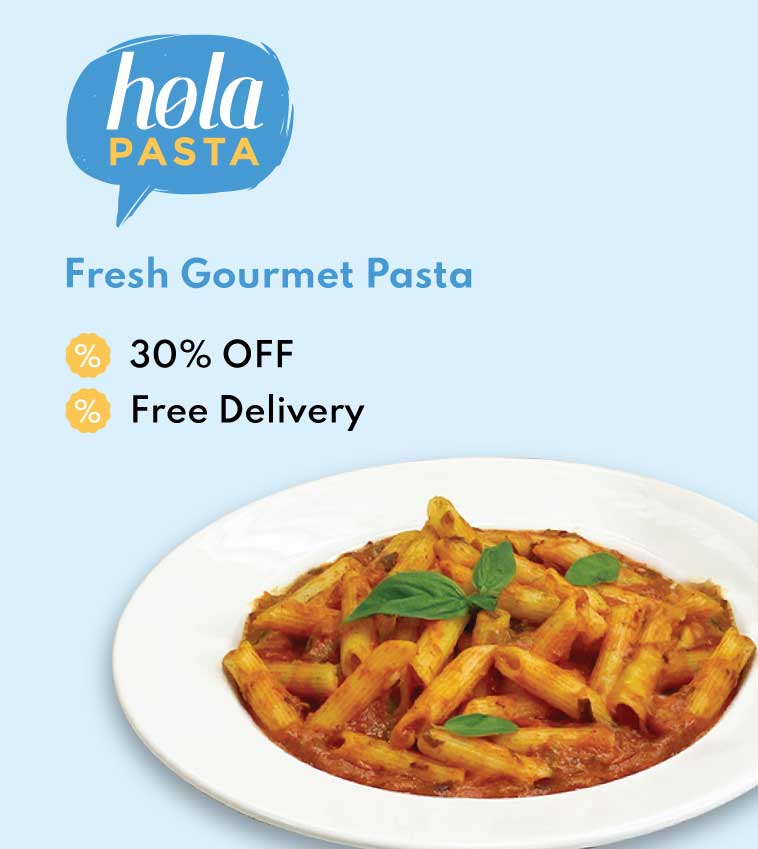 hola
PASTA
Fresh Gourmet Pasta
% 30% OFF
% Free Delivery